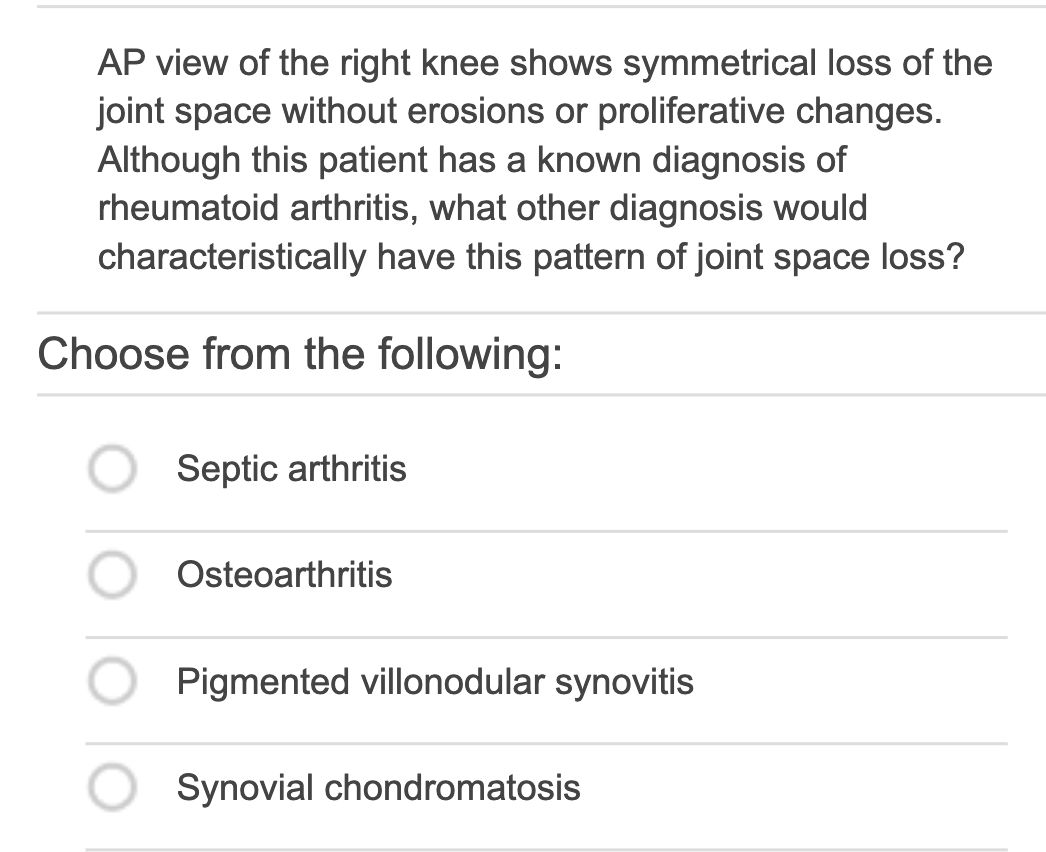 AP view of the right knee shows symmetrical loss of the
joint space without erosions or proliferative changes.
Although this patient has a known diagnosis of
rheumatoid arthritis, what other diagnosis would
characteristically have this pattern of joint space loss?
Choose from the following:
Septic arthritis
Osteoarthritis
Pigmented villonodular synovitis
Synovial chondromatosis